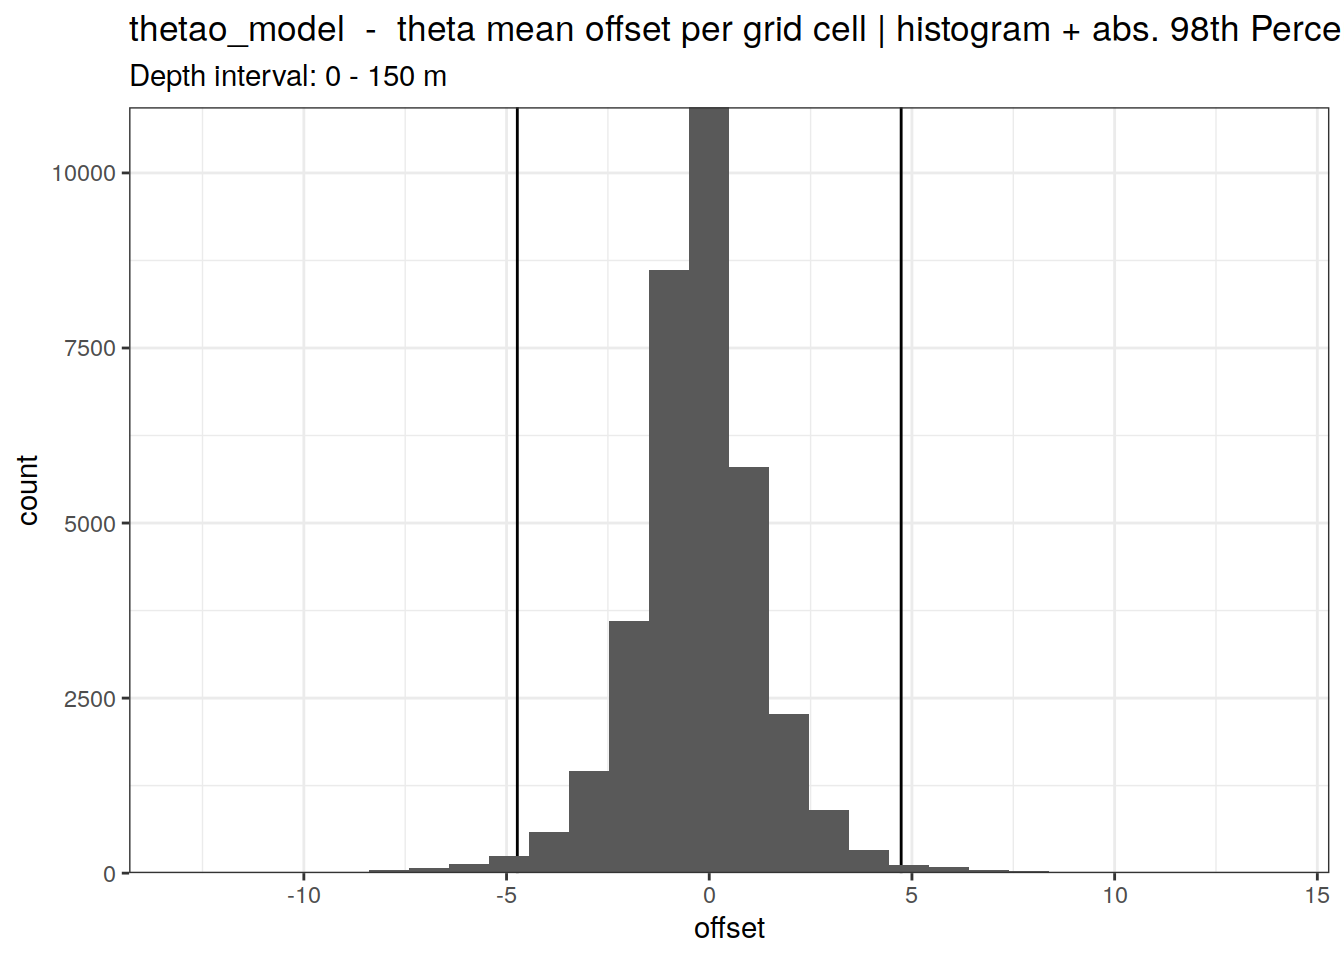 thetao_model - theta mean offset per grid cell | histogram + abs. 98th Perce
Depth interval: 0 - 150 m
10000
7500
5000
2500
0
count
-10 -5 0 5 10 15
offset